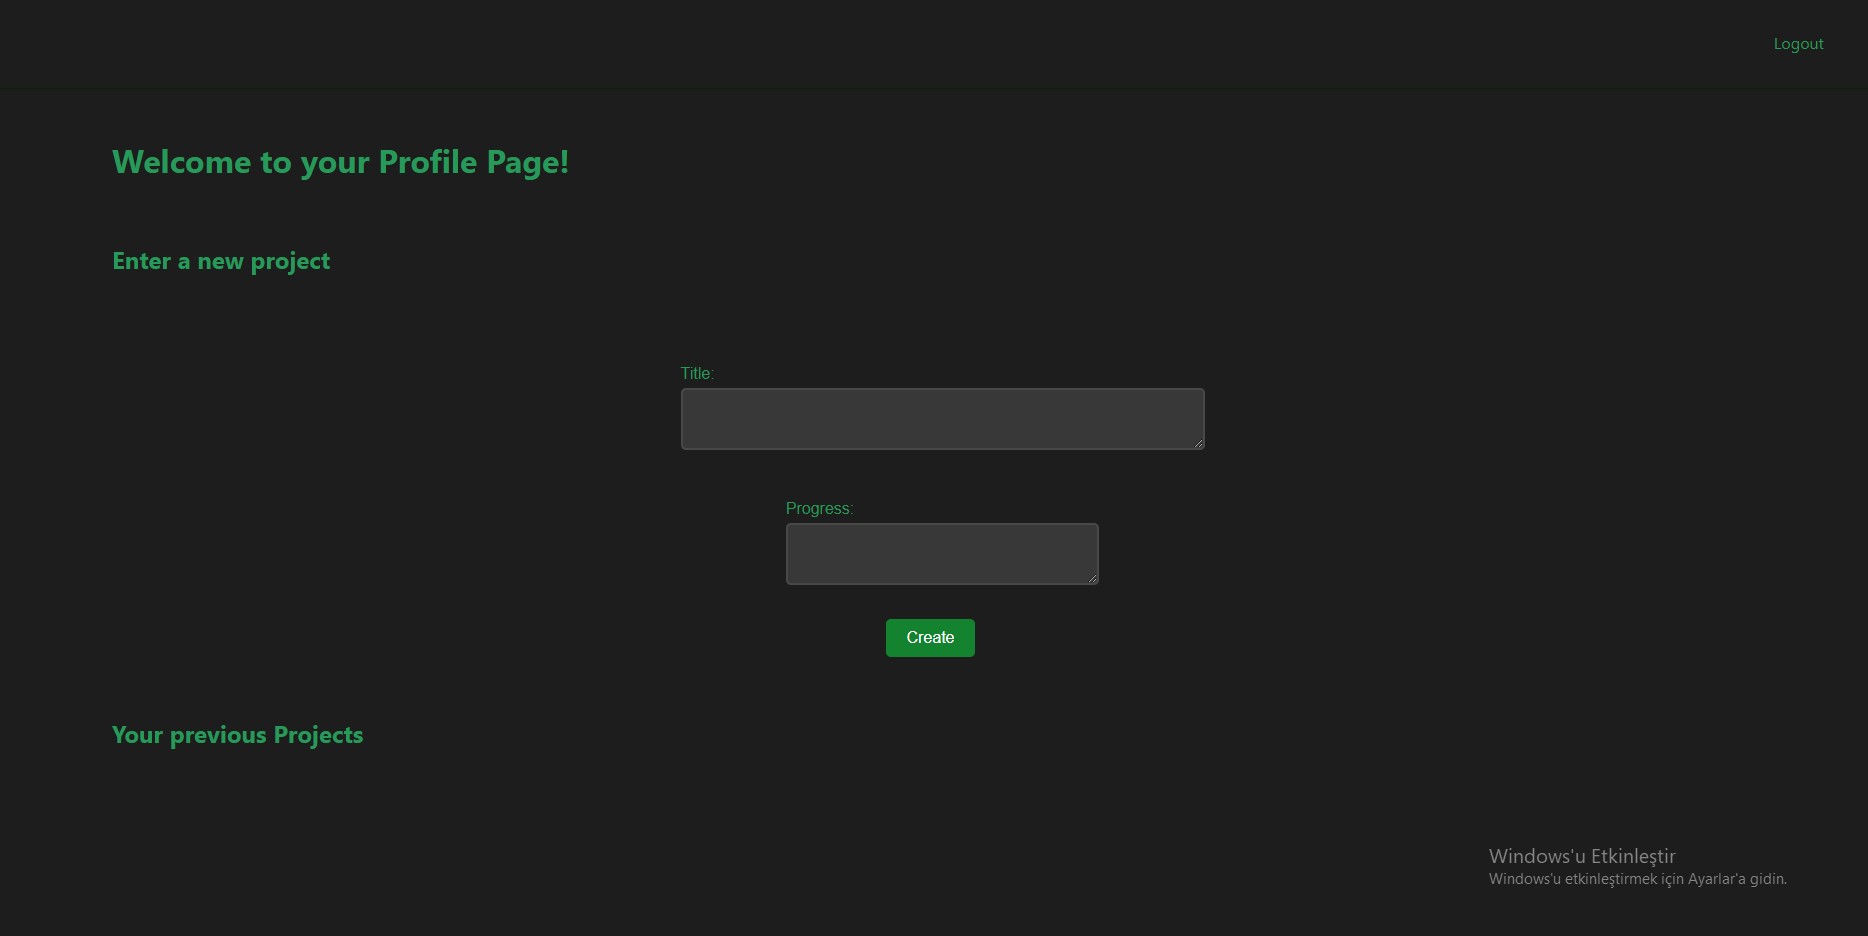 Logout
Welcome to your Profile Page!
Enter a new project
Title:
Progress:
Create
Your previous Projects
Windows'u Etkinleştir
Windows'u etkinleştirmek için Ayarlar'a gidin.